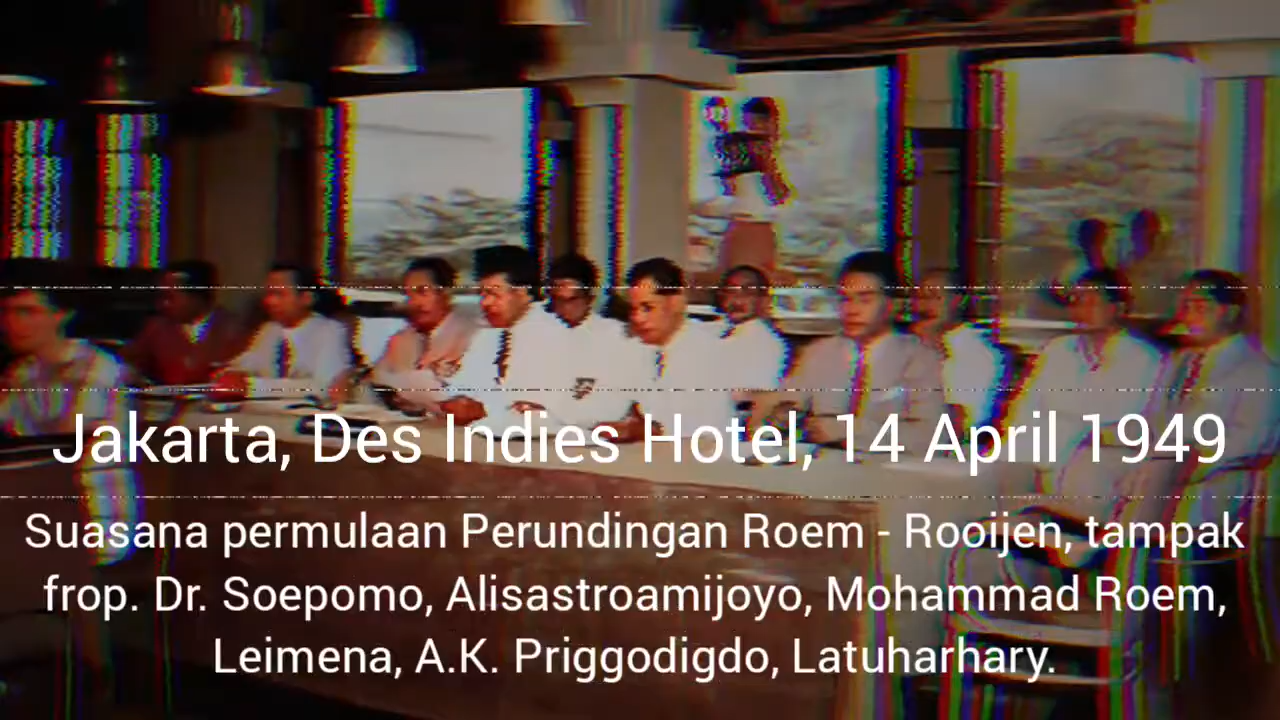 Jakarta, Des Indies Hotel, 14 April 1949
Suasana permulaan Perundingan Roem - Rooijen, tampak
frop. Dr. Soepomo, Alisastroamijoyo, Mohammad Roem,
Leimena, A.K. Priggodigdo, Latuharhary.